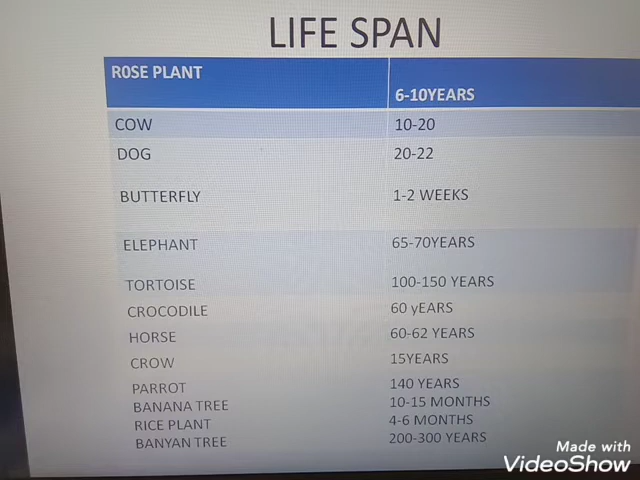 LIFE SPAN
ROSE PLANT 6-10YEARS
COW 10-20
DOG 20-22
BUTTERFLY 1-2 WEEKS
ELEPHANT 65-70YEARS
TORTOISE 100-150 YEARS
CROCODILE 60 yEARS
HORSE 60-62 YEARS
CROW 15YEARS
PARROT 140 YEARS
BANANA TREE 10-15 MONTHS
RICE PLANT 4-6 MONTHS
BANYAN TREE 200-300 YEARS
Made with
VideoShow